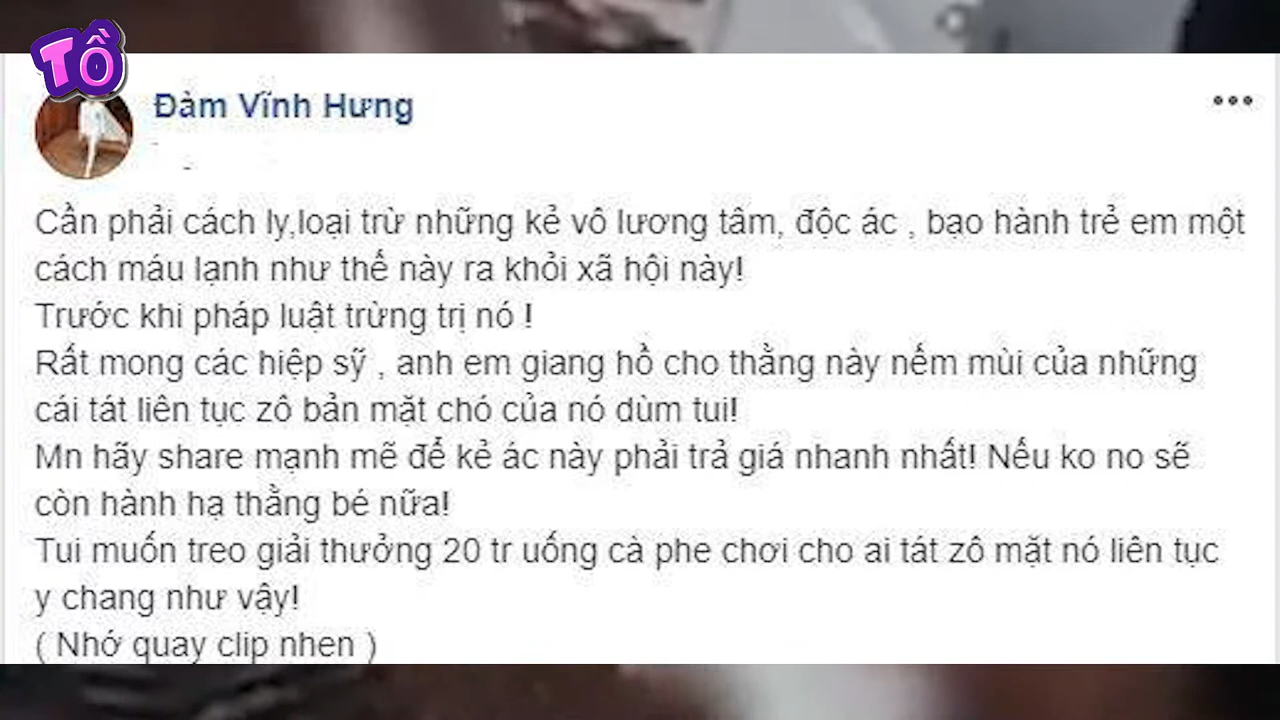 TỒ
Đàm Vĩnh Hưng
Cần phải cách ly,loại trừ những kẻ vô lương tâm, độc ác , bạo hành trẻ em một
cách máu lạnh như thế này ra khỏi xã hội này!
Trước khi pháp luật trừng trị nó !
Rất mong các hiệp sỹ , anh em giang hồ cho thằng này nếm mùi của những
cái tát liên tục zô bản mặt chó của nó dùm tui!
Mn hãy share mạnh mẽ để kẻ ác này phải trả giá nhanh nhất! Nếu ko no sẽ
còn hành hạ thằng bé nữa!
Tui muốn treo giải thưởng 20 tr uống cà phe chơi cho ai tát zô mặt nó liên tục
y chang như vậy!
( Nhớ quay clip nhen )